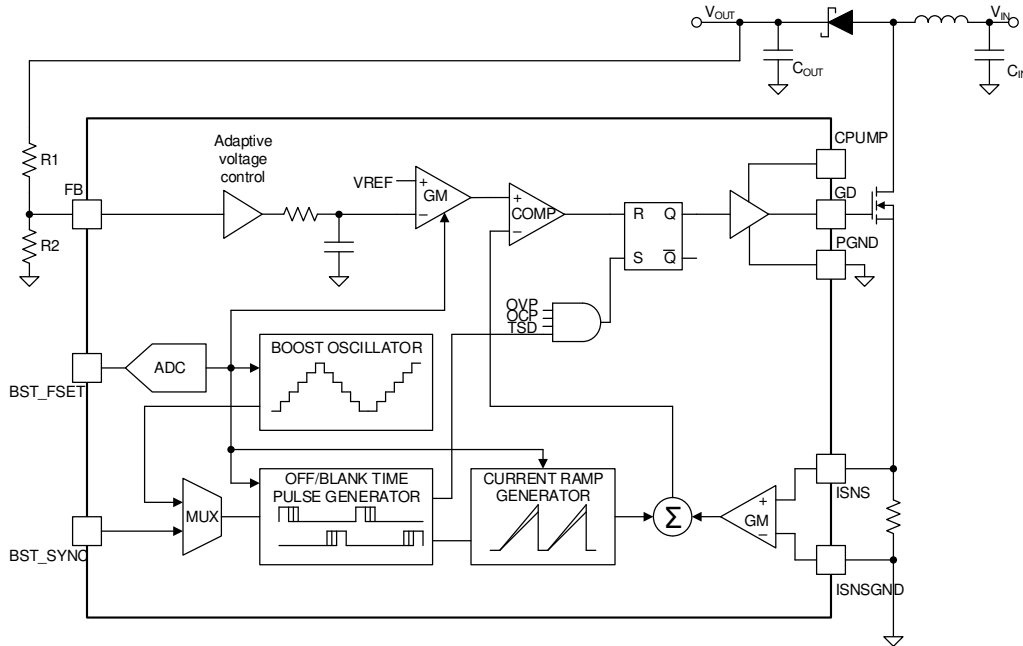 VOUT
VIN
COUT
CIN
Adaptive
voltage
control
CPUMP
R1
FB
VREF
+
GM
−
+
COMP
−
R Q
S Q
GD
R2
PGND
OVP
OCP
TSD
BOOST OSCILLATOR
ADC
BST_FSET
OFF/BLANK TIME
PULSE GENERATOR
CURRENT RAMP
GENERATOR
ISNS
MUX
Σ
+
GM
−
BST_SYNC
ISNSGND